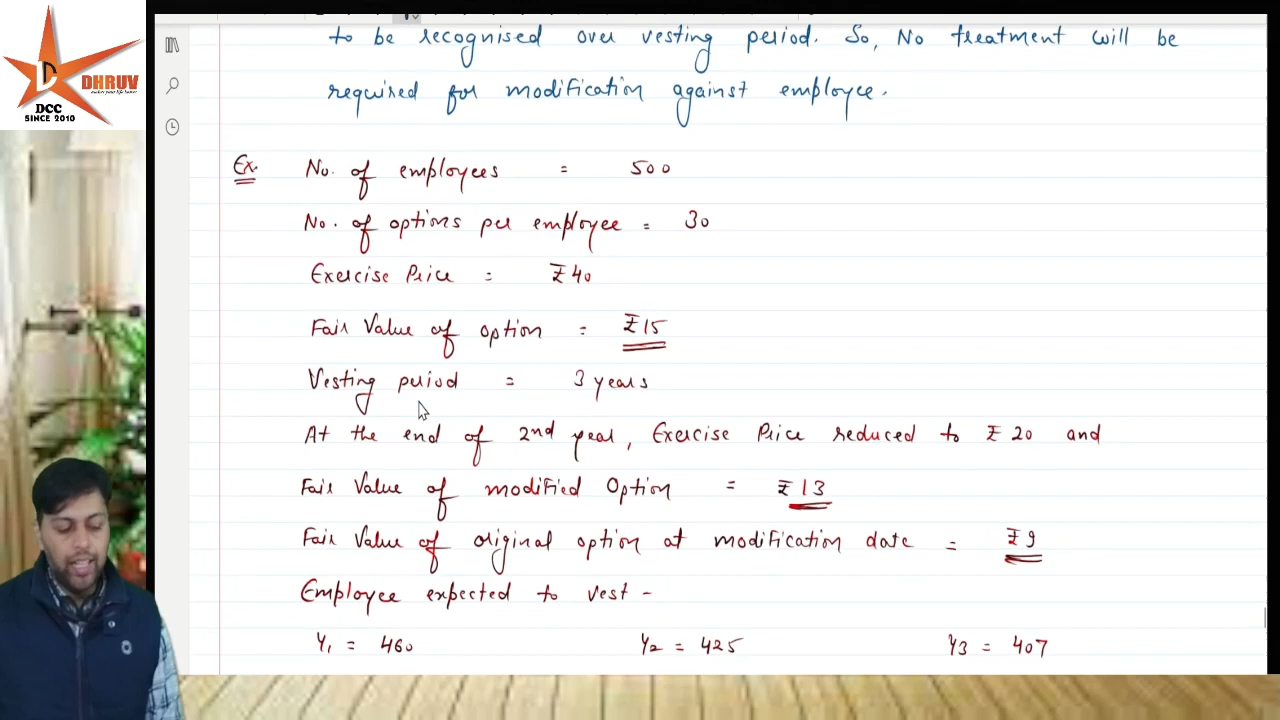 DHRUV
makes your life better
DCC
SINCE 2010
to be recognised over vesting period. So, No treatment will be
required for modification against employee.
Ex. No. of employees = 500
No. of options per employee = 30
Exercise Price = ₹40
Fair Value of option = ₹15
Vesting period = 3 years
At the end of 2nd year, Exercise Price reduced to ₹20 and
Fair Value of modified Option = ₹13
Fair Value of original option at modification date = ₹9
Employee expected to vest -
Y1 = 460 Y2 = 425 Y3 = 407